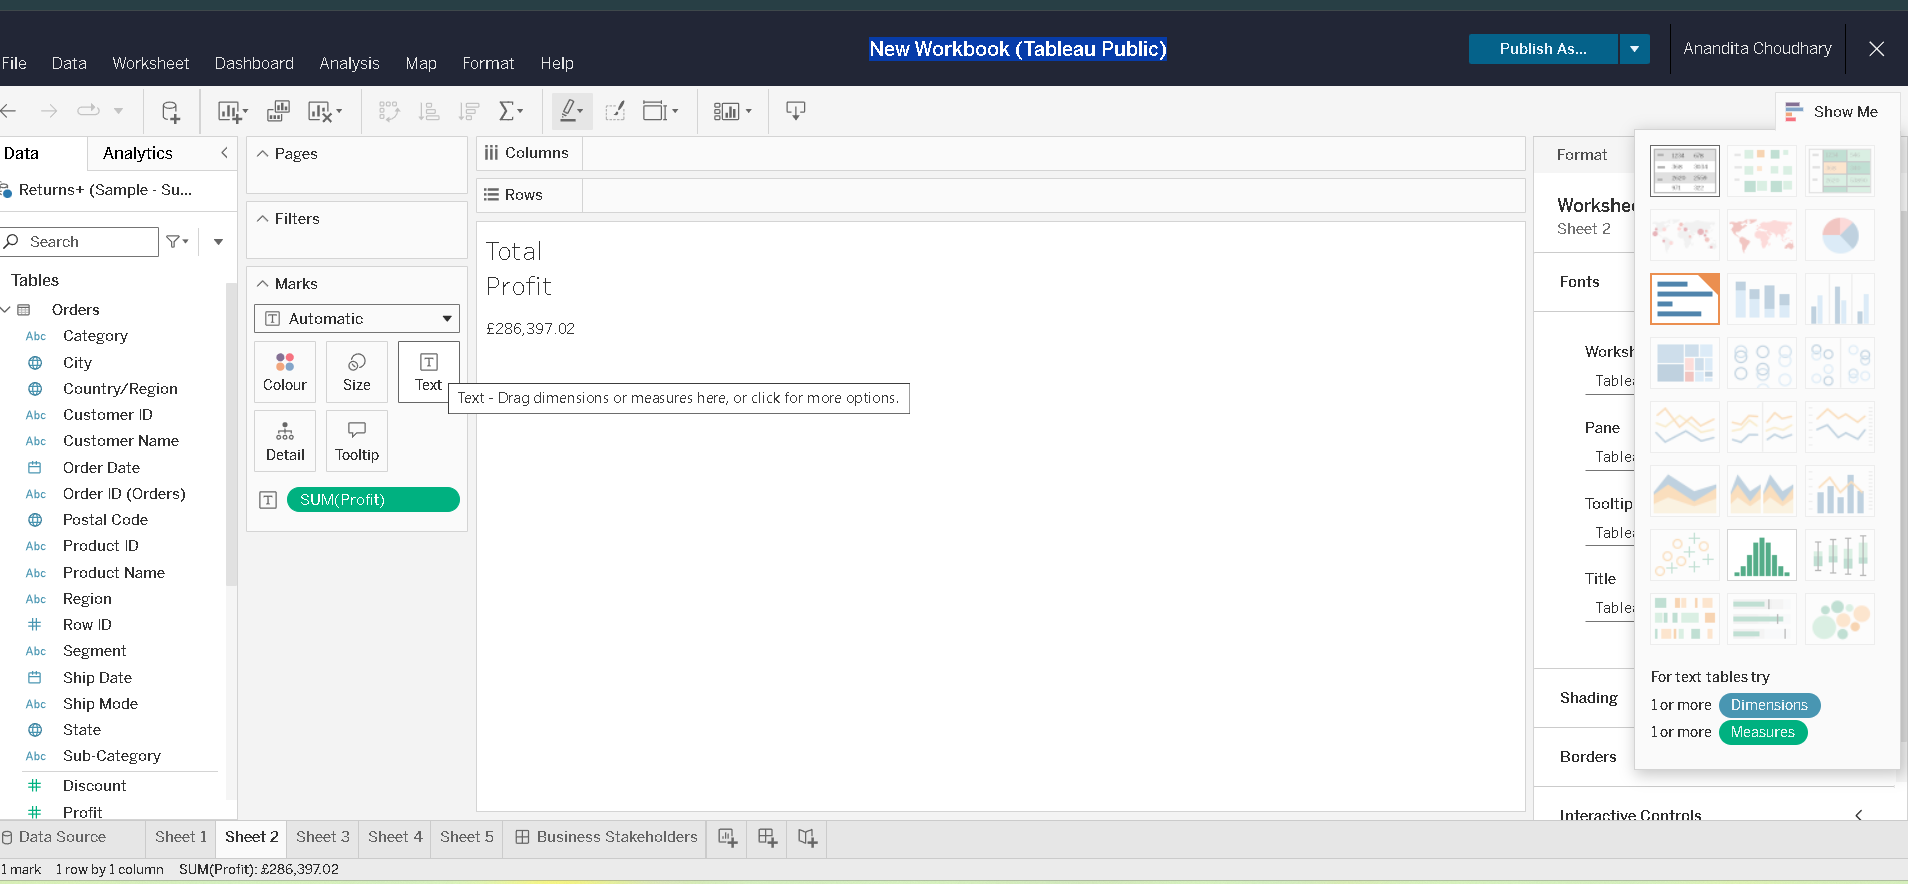 New Workbook (Tableau Public)
Publish As...
Anandita Choudhary
File Data Worksheet Dashboard Analysis Map Format Help
Show Me
Data Analytics
Returns+ (Sample - Su...
Search
Tables
Orders
Abc Category
City
Country/Region
Abc Customer ID
Abc Customer Name
Order Date
Abc Order ID (Orders)
Postal Code
Abc Product ID
Abc Product Name
Abc Region
Row ID
Abc Segment
Ship Date
Abc Ship Mode
State
Abc Sub-Category
Discount
Profit
Pages
Filters
Marks
Automatic
Colour Size Text
Detail Tooltip
SUM(Profit)
Columns
Rows
Total
Profit
£286,397.02
Text - Drag dimensions or measures here, or click for more options.
Format
Workshee
Sheet 2
Fonts
Worksh
Table
Pane
Table
Tooltip
Table
Title
Table
Shading
Borders
Interactive Controls
For text tables try
1 or more Dimensions
1 or more Measures
Data Source Sheet 1 Sheet 2 Sheet 3 Sheet 4 Sheet 5 Business Stakeholders
1 mark 1 row by 1 column SUM(Profit): £286,397.02